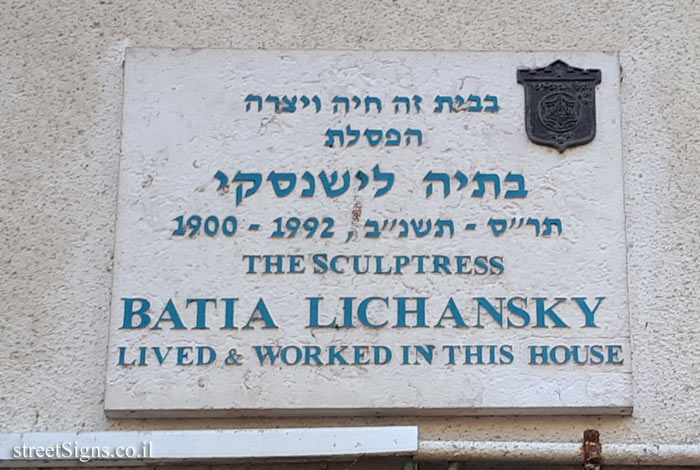 בבית זה חיה ויצרה
הפסלת
בתיה לישנסקי
תר"ס - תשנ"ב, 1992 - 1900
THE SCULPTRESS
BATIA LICHANSKY
LIVED & WORKED IN THIS HOUSE
streetSigns.co.il